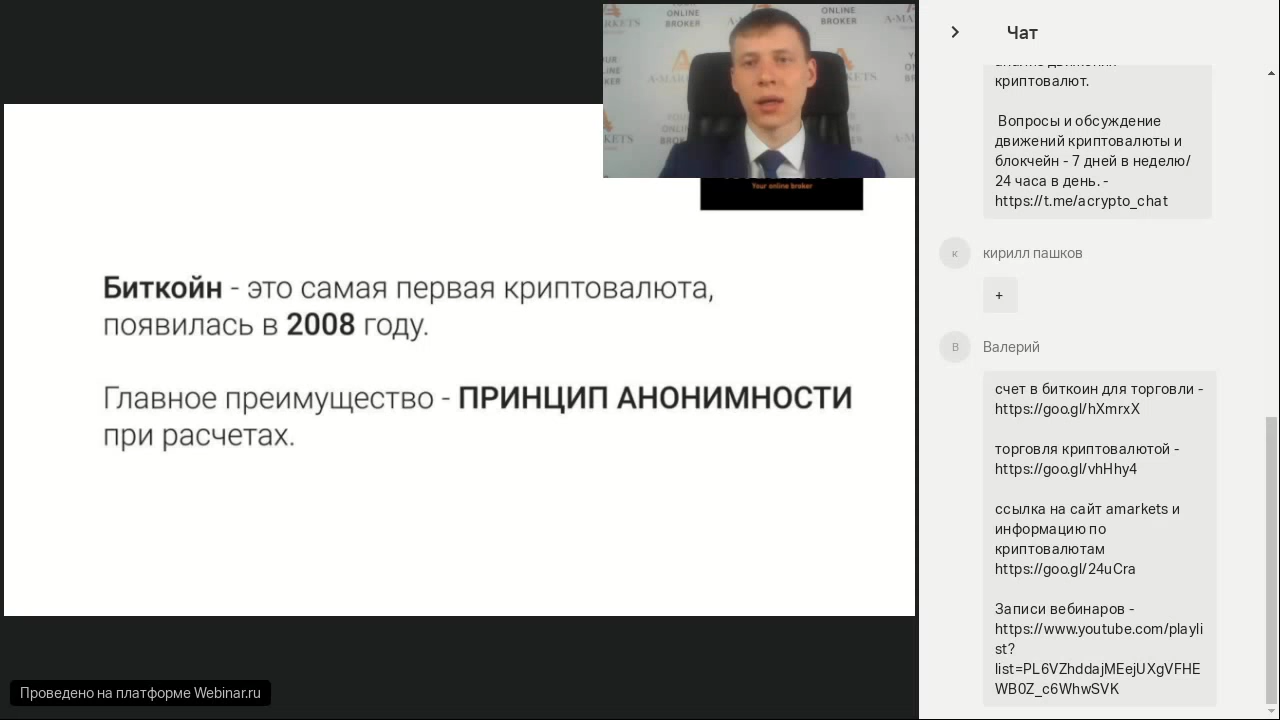 YOUR
ONLINE
BROKER
A-MARKETS
Your online broker
Биткойн - это самая первая криптовалюта,
появилась в 2008 году.
Главное преимущество - ПРИНЦИП АНОНИМНОСТИ
при расчетах.
Проведено на платформе Webinar.ru
Чат
криптовалют.
Вопросы и обсуждение
движений криптовалюты и
блокчейн - 7 дней в неделю/
24 часа в день. -
https://t.me/acrypto_chat
к
кирилл пашков
+
В
Валерий
счет в биткоин для торговли -
https://goo.gl/hXmrxX
торговля криптовалютой -
https://goo.gl/vhHhy4
ссылка на сайт amarkets и
информацию по
криптовалютам
https://goo.gl/24uCra
Записи вебинаров -
https://www.youtube.com/playli
st?
list=PL6VZhddajMEejUXgVFHE
WB0Z_c6WhwSVK